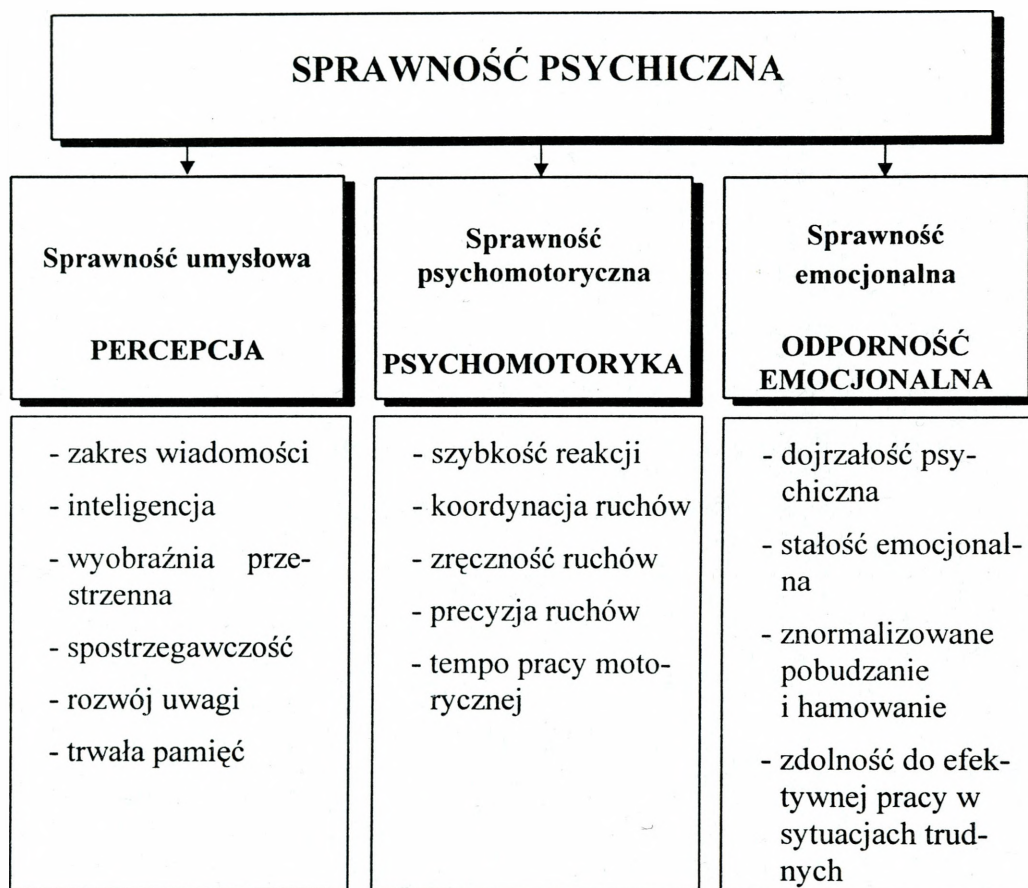 SPRAWNOŚĆ PSYCHICZNA
Sprawność umysłowa
PERCEPCJA
Sprawność
psychomotoryczna
PSYCHOMOTORYKA
Sprawność
emocjonalna
ODPORNOŚĆ
EMOCJONALNA
- zakres wiadomości
- inteligencja
- wyobraźnia prze-
strzenna
- spostrzegawczość
- rozwój uwagi
- trwała pamięć
- szybkość reakcji
- koordynacja ruchów
- zręczność ruchów
- precyzja ruchów
- tempo pracy moto-
rycznej
- dojrzałość psy-
chiczna
- stałość emocjonal-
na
- znormalizowane
pobudzanie
i hamowanie
- zdolność do efek-
tywnej pracy w
sytuacjach trud-
nych